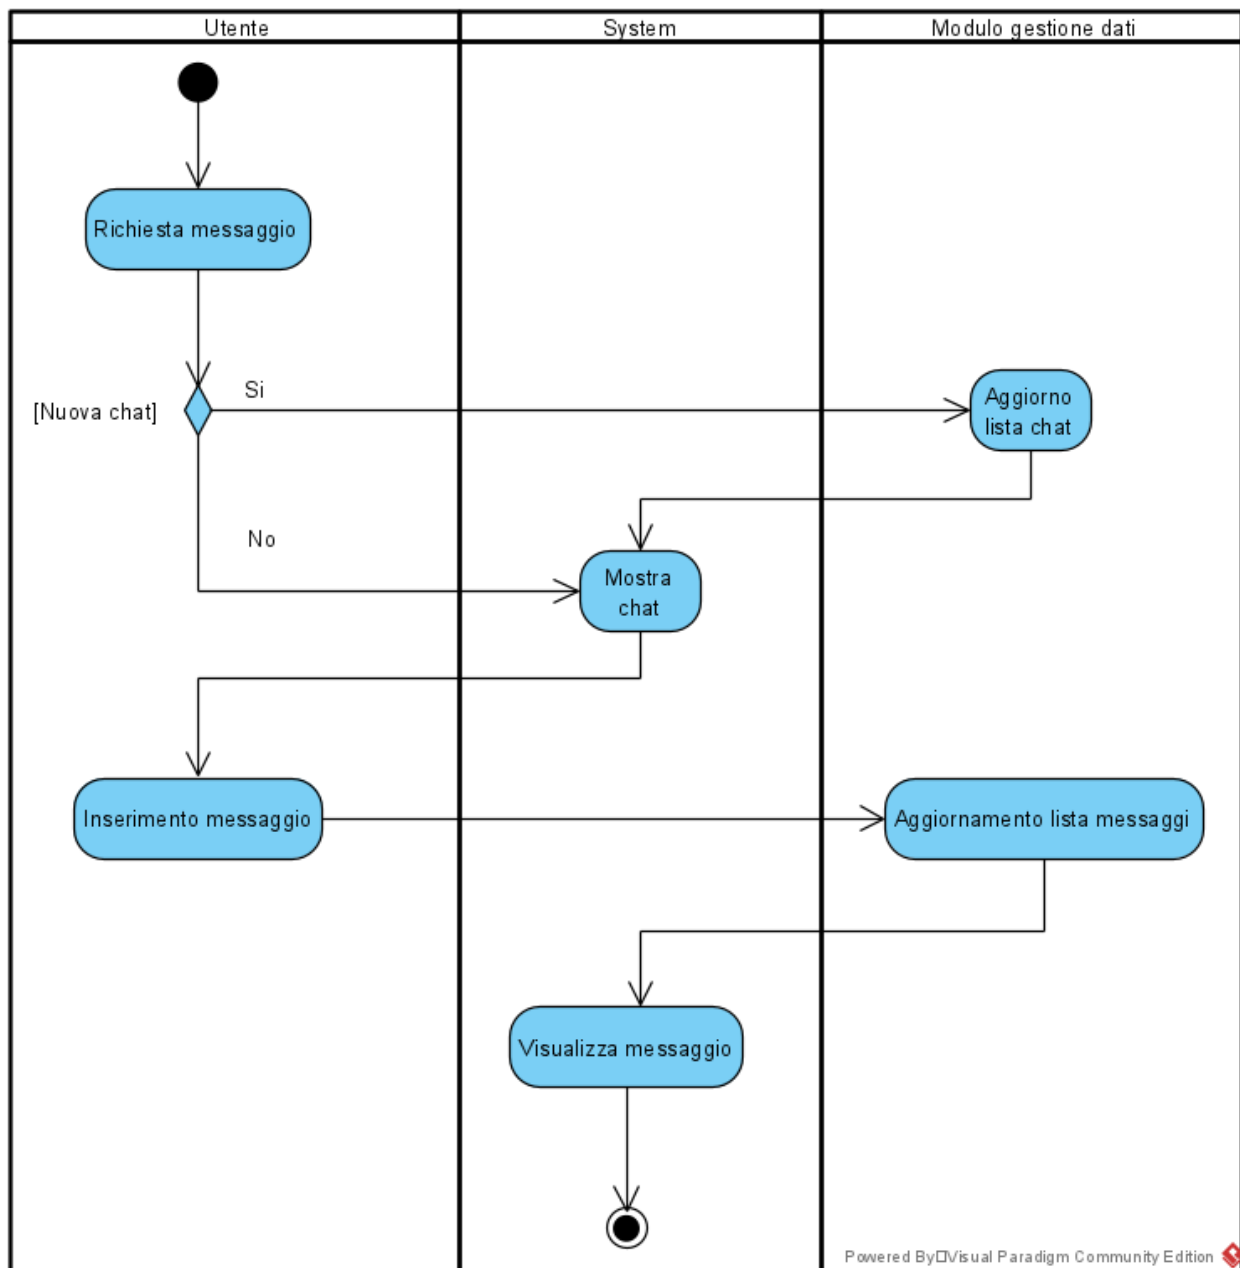 Utente
System
Modulo gestione dati
Richiesta messaggio
Si
[Nuova chat]
Aggiorno
lista chat
No
Mostra
chat
Inserimento messaggio
Aggiornamento lista messaggi
Visualizza messaggio
Powered By□Visual Paradigm Community Edition